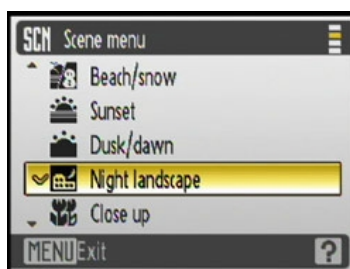 SCN Scene menu
Beach/snow
Sunset
Dusk/dawn
Night landscape
Close up
MENU Exit ?